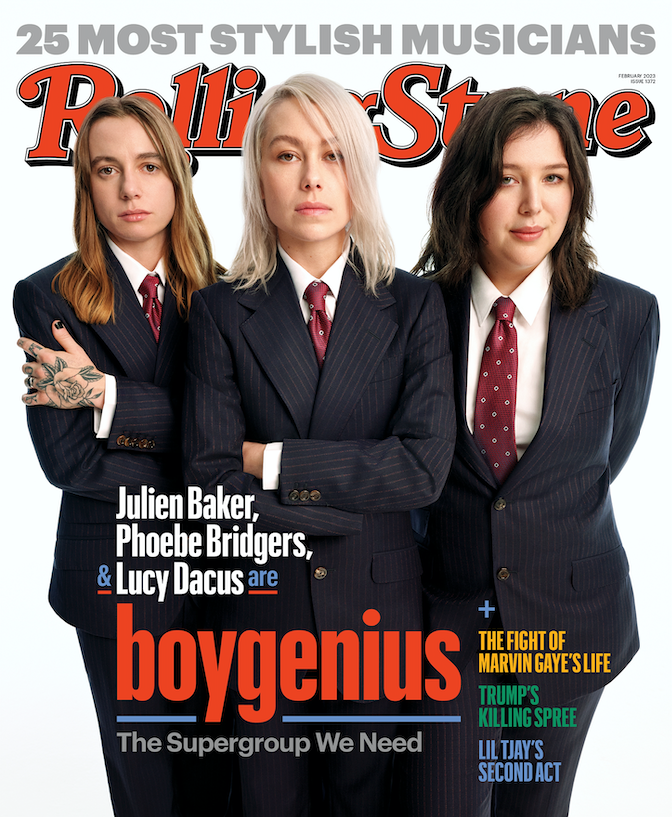 25 MOST STYLISH MUSICIANS
Rolling Stone
FEBRUARY 2023
ISSUE 1372
Julien Baker,
Phoebe Bridgers,
& Lucy Dacus are
boygenius
The Supergroup We Need
+
THE FIGHT OF
MARVIN GAYE'S LIFE
TRUMP'S
KILLING SPREE
LIL TJAY'S
SECOND ACT